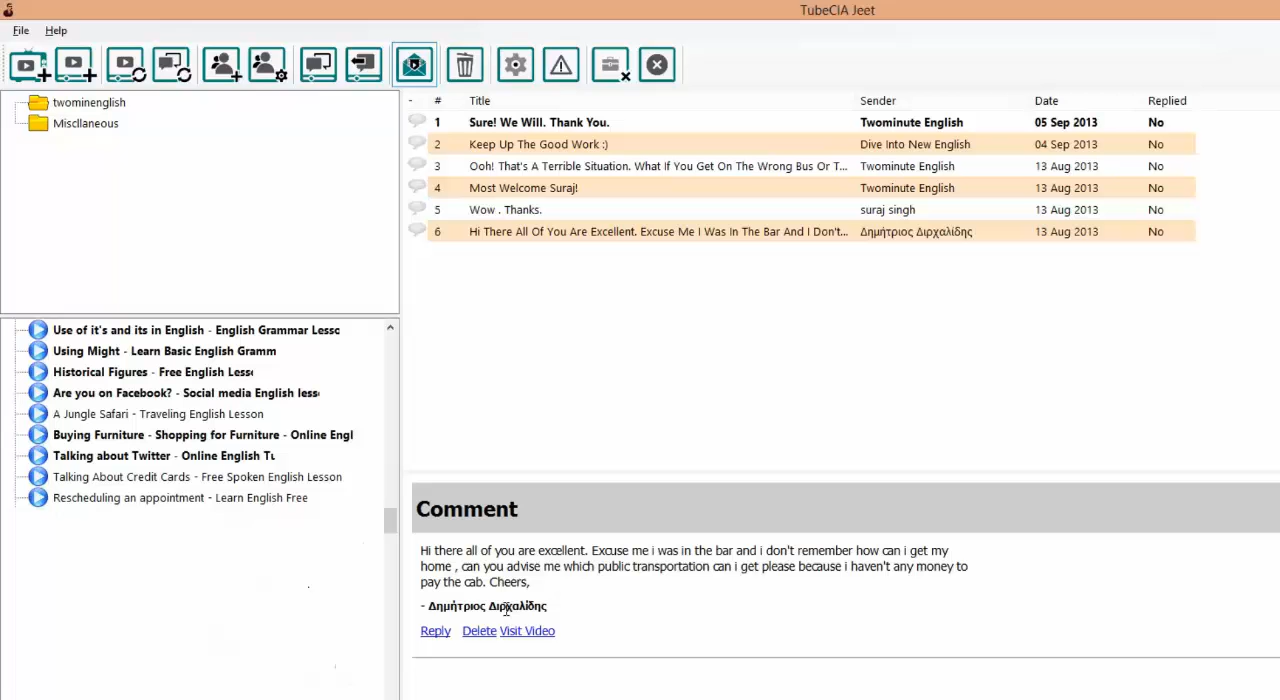 TubeCIA Jeet
File Help
twominenglish
Miscllaneous
- # Title Sender Date Replied
1 Sure! We Will. Thank You. Twominute English 05 Sep 2013 No
2 Keep Up The Good Work :) Dive Into New English 04 Sep 2013 No
3 Ooh! That's A Terrible Situation. What If You Get On The Wrong Bus Or T... Twominute English 13 Aug 2013 No
4 Most Welcome Suraj! Twominute English 13 Aug 2013 No
5 Wow . Thanks. suraj singh 13 Aug 2013 No
6 Hi There All Of You Are Excellent. Excuse Me I Was In The Bar And I Don't... Δημήτριος Διρχαλίδης 13 Aug 2013 No
Use of it's and its in English - English Grammar Lessc
Using Might - Learn Basic English Gramm
Historical Figures - Free English Less
Are you on Facebook? - Social media English less
A Jungle Safari - Traveling English Lesson
Buying Furniture - Shopping for Furniture - Online Engl
Talking about Twitter - Online English Tu
Talking About Credit Cards - Free Spoken English Lesson
Rescheduling an appointment - Learn English Free
Comment
Hi there all of you are excellent. Excuse me i was in the bar and i don't remember how can i get my
home , can you advise me which public transportation can i get please because i haven't any money to
pay the cab. Cheers,
- Δημήτριος Διρχαλίδης
Reply Delete Visit Video